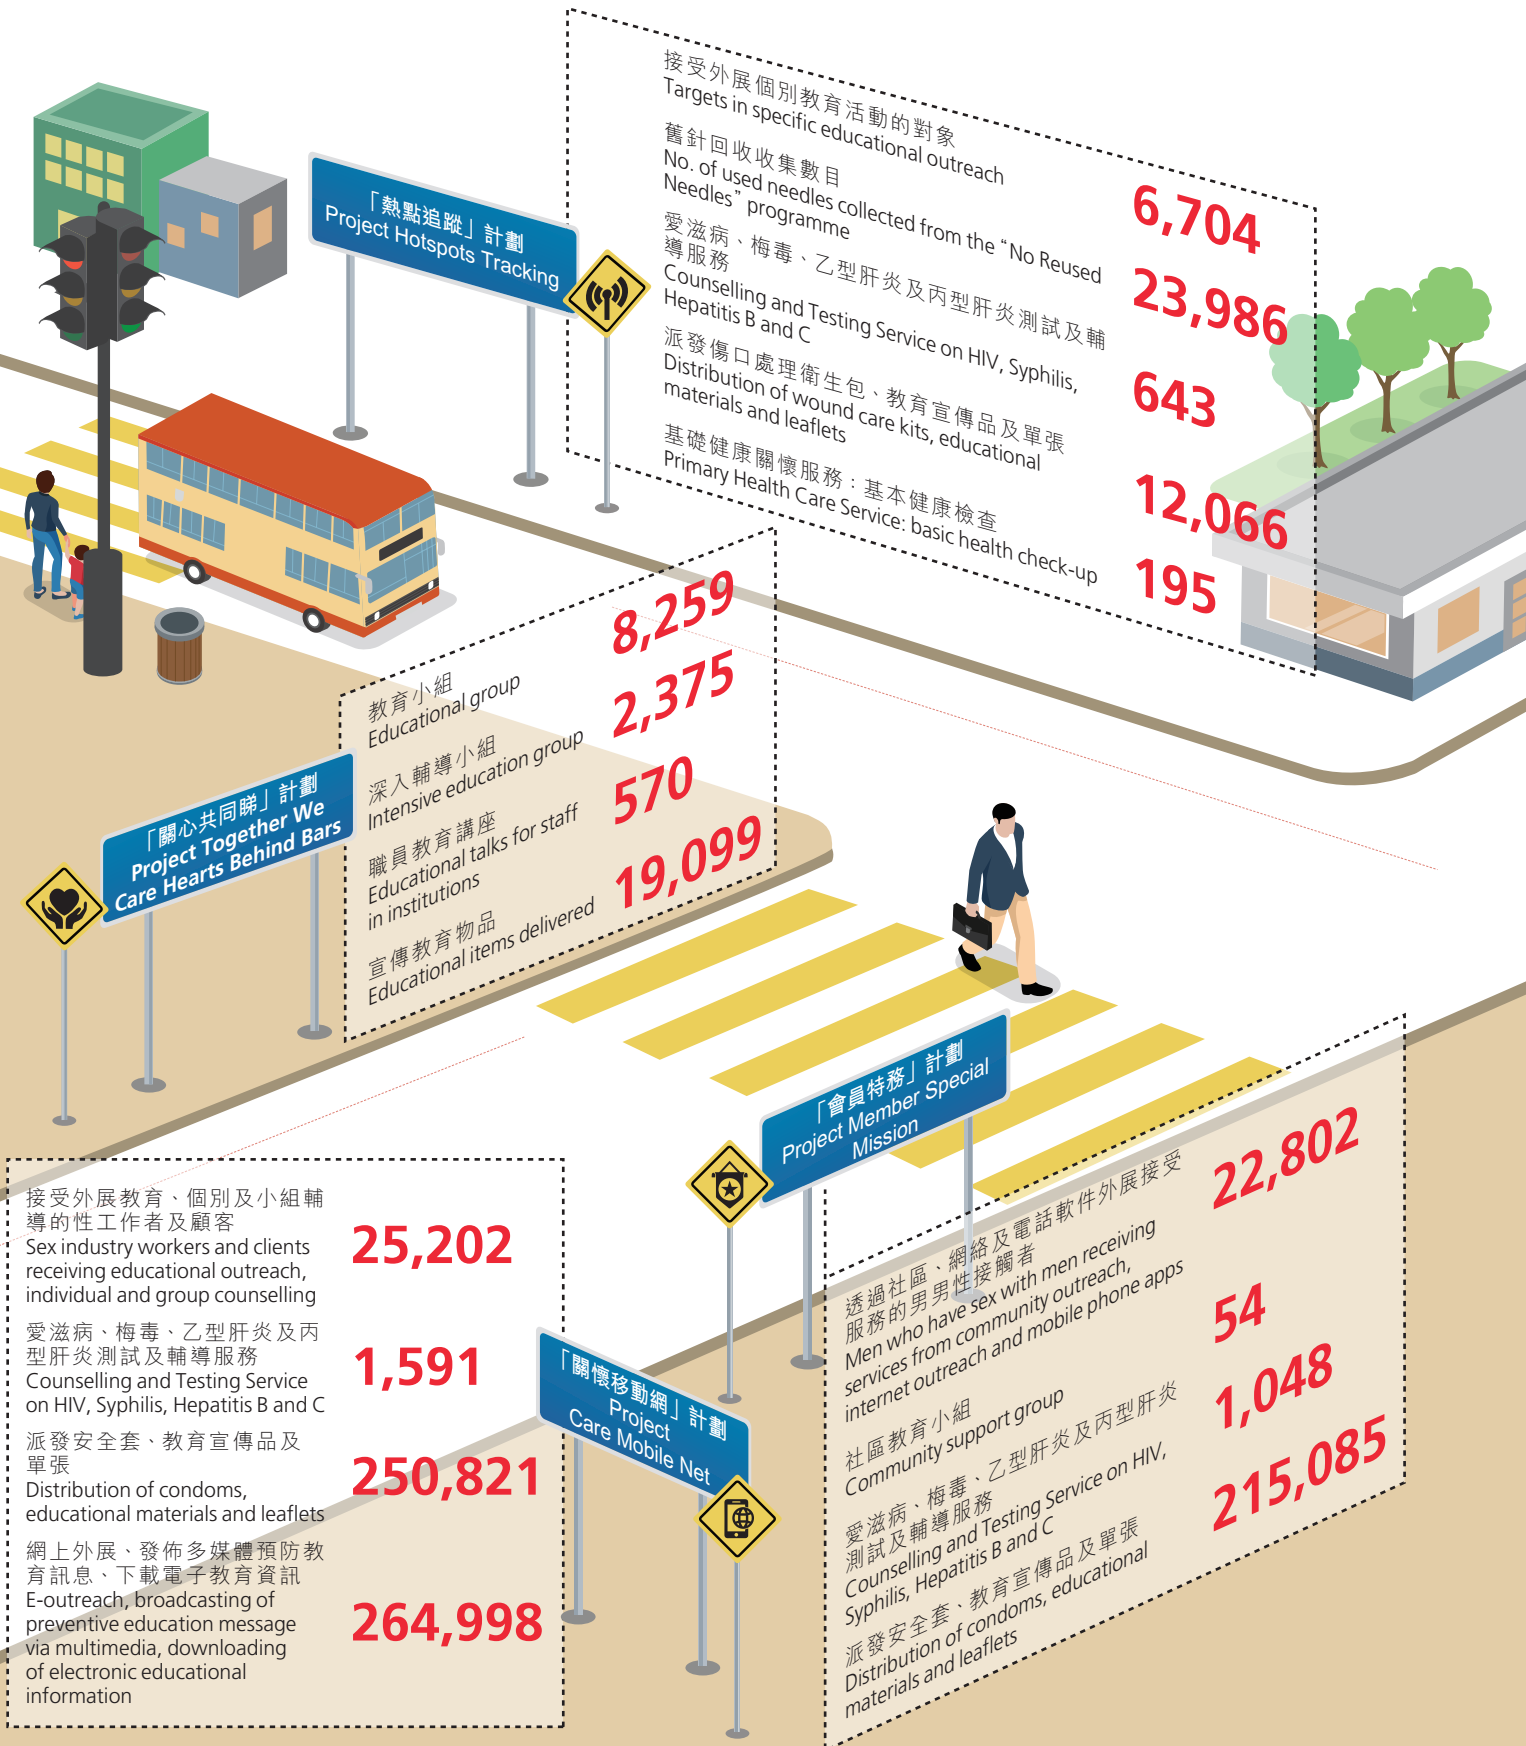 「熱點追蹤」計劃
Project Hotspots Tracking
接受外展個別教育活動的對象
Targets in specific educational outreach
6,704
舊針回收收集數目
No. of used needles collected from the “No Reused
Needles” programme
23,986
愛滋病、梅毒、乙型肝炎及丙型肝炎測試及輔
導服務
Counselling and Testing Service on HIV, Syphilis,
Hepatitis B and C
643
派發傷口處理衛生包、教育宣傳品及單張
Distribution of wound care kits, educational
materials and leaflets
12,066
基礎健康關懷服務：基本健康檢查
Primary Health Care Service: basic health check-up
195
「關心共同睇」計劃
Project Together We
Care Hearts Behind Bars
教育小組
Educational group
8,259
深入輔導小組
Intensive education group
2,375
職員教育講座
Educational talks for staff
in institutions
570
宣傳教育物品
Educational items delivered
19,099
「會員特務」計劃
Project Member Special
Mission
透過社區、網絡及電話軟件外展接受
服務的男男性接觸者
Men who have sex with men receiving
services from community outreach,
internet outreach and mobile phone apps
22,802
社區教育小組
Community support group
54
愛滋病、梅毒、乙型肝炎及丙型肝炎
測試及輔導服務
Counselling and Testing Service on HIV,
Syphilis, Hepatitis B and C
1,048
派發安全套、教育宣傳品及單張
Distribution of condoms, educational
materials and leaflets
215,085
「關懷移動網」計劃
Project
Care Mobile Net
接受外展教育、個別及小組輔
導的性工作者及顧客
Sex industry workers and clients
receiving educational outreach,
individual and group counselling
25,202
愛滋病、梅毒、乙型肝炎及丙
型肝炎測試及輔導服務
Counselling and Testing Service
on HIV, Syphilis, Hepatitis B and C
1,591
派發安全套、教育宣傳品及
單張
Distribution of condoms,
educational materials and leaflets
250,821
網上外展、發佈多媒體預防教
育訊息、下載電子教育資訊
E-outreach, broadcasting of
preventive education message
via multimedia, downloading
of electronic educational
information
264,998